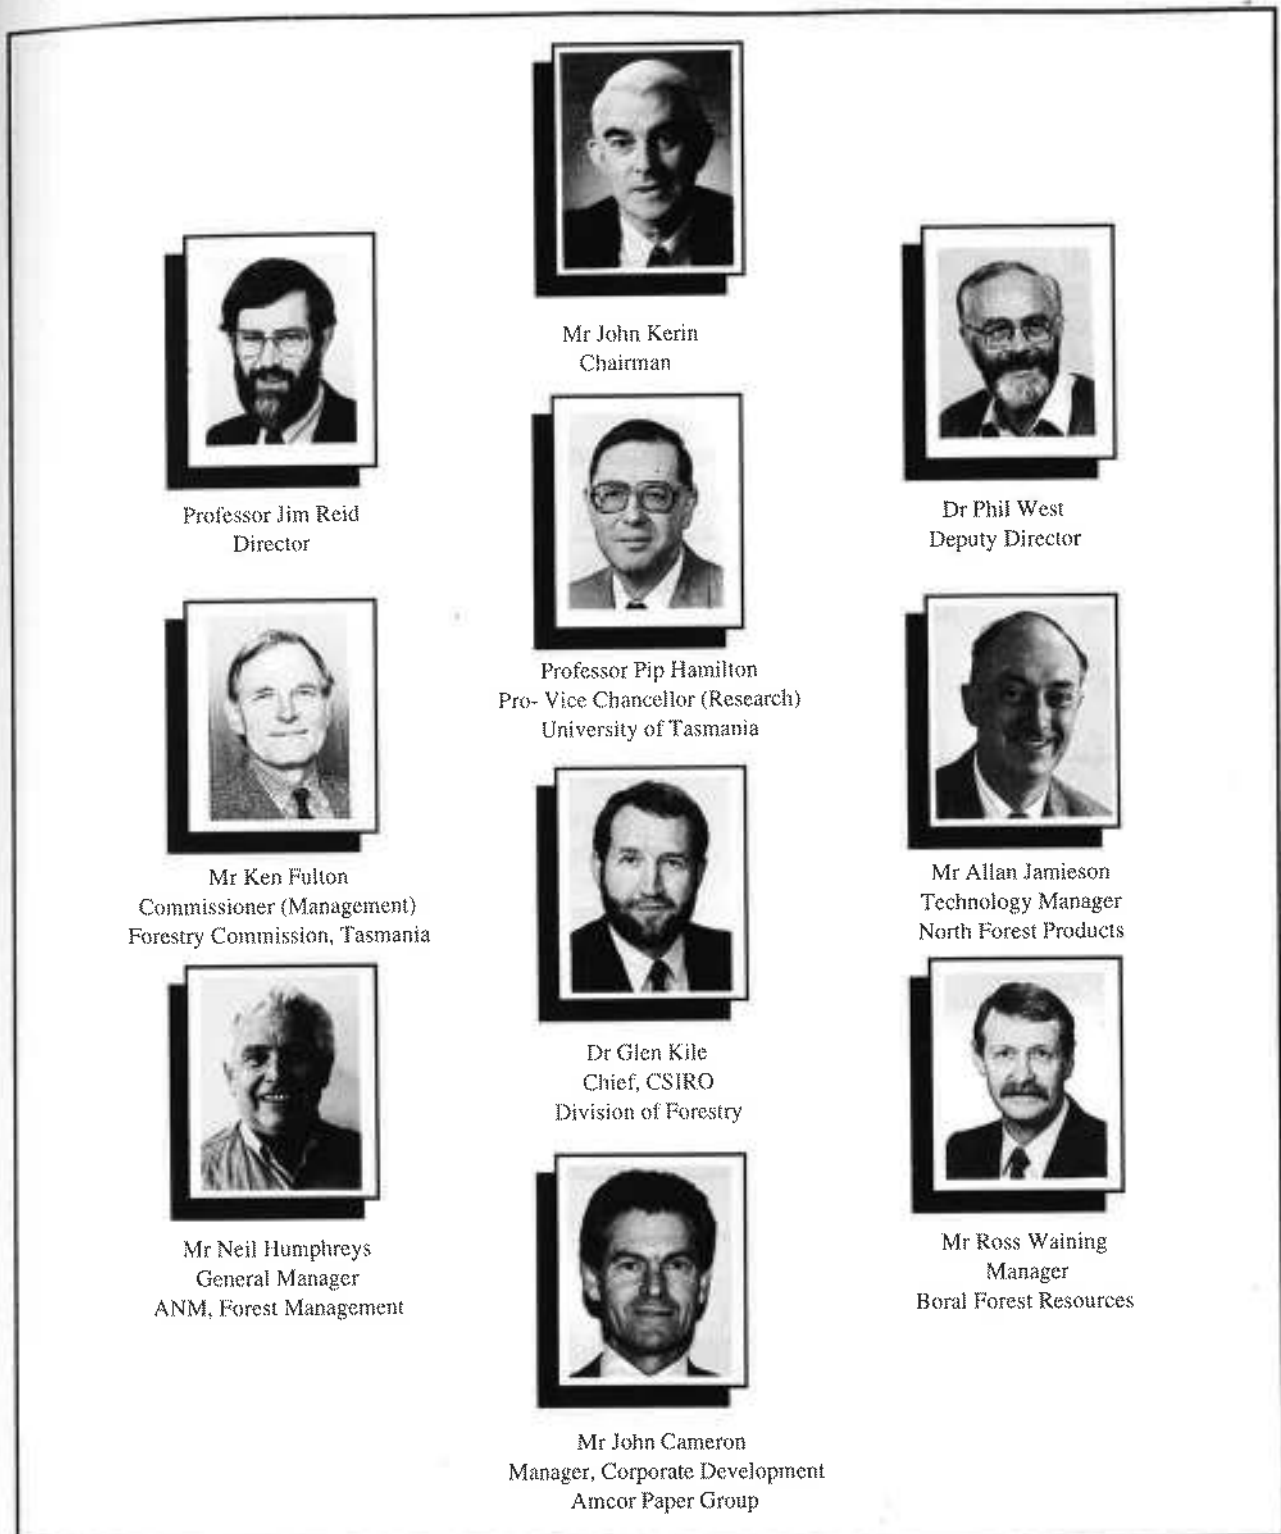 Mr John Kerin
Chairman
Professor Jim Reid
Director
Dr Phil West
Deputy Director
Professor Pip Hamilton
Pro- Vice Chancellor (Research)
University of Tasmania
Mr Ken Fulton
Commissioner (Management)
Forestry Commission, Tasmania
Mr Allan Jamieson
Technology Manager
North Forest Products
Dr Glen Kile
Chief, CSIRO
Division of Forestry
Mr Neil Humphreys
General Manager
ANM, Forest Management
Mr Ross Waining
Manager
Boral Forest Resources
Mr John Cameron
Manager, Corporate Development
Amcor Paper Group